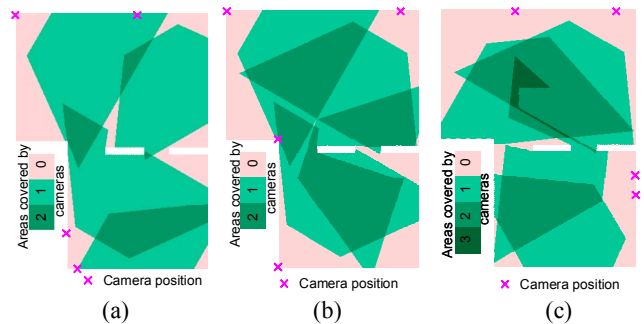 Areas covered by
cameras
0
1
2
Camera position
(a)
Areas covered by
cameras
0
1
2
Camera position
(b)
Areas covered by
cameras
0
1
2
3
Camera position
(c)